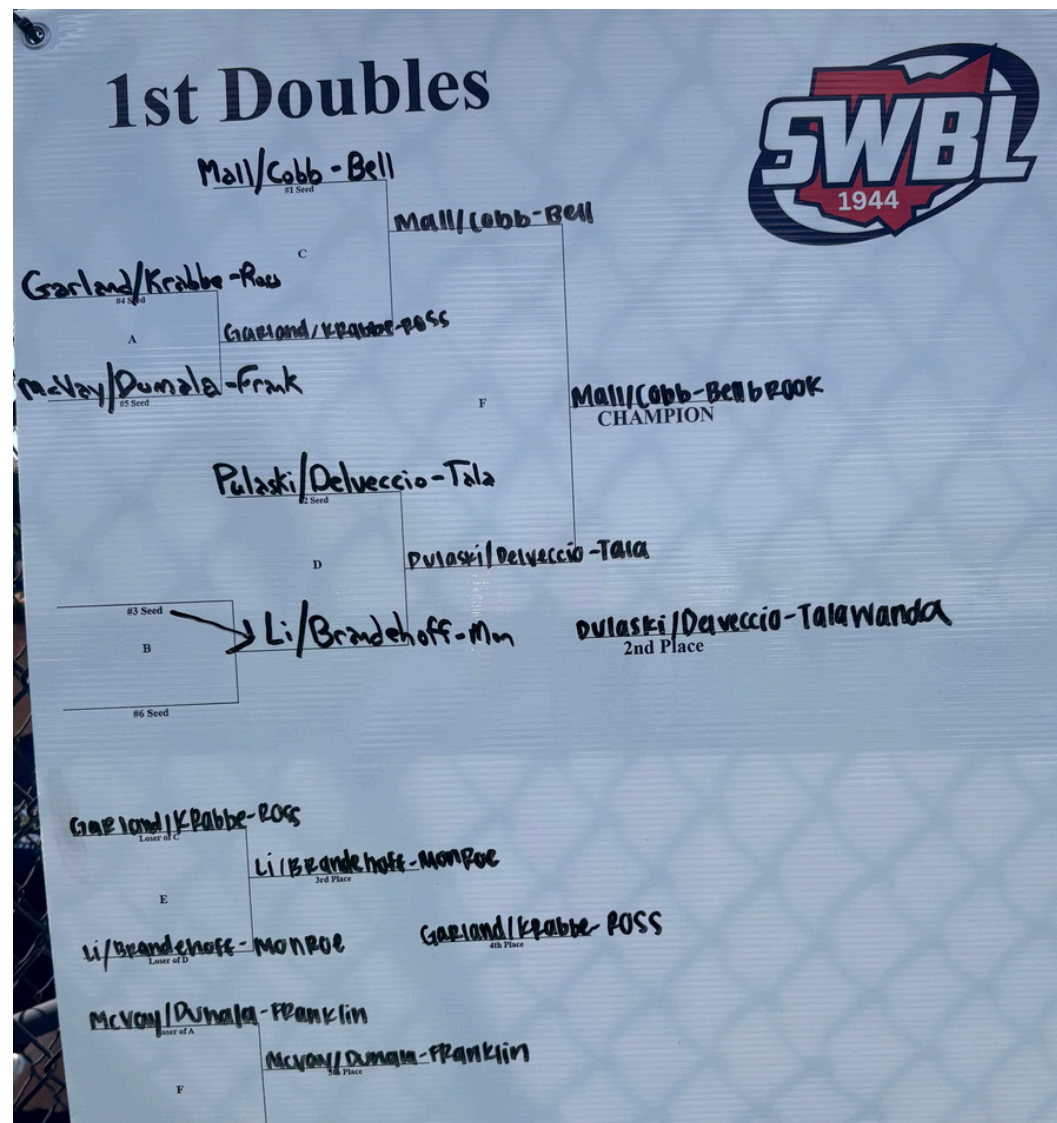 1st Doubles
SWBL
1944
Mall/Cobb - Bell
#1 Seed
Mall/Cobb-Bell
C
Garland/Krabbe - Ross
#4 Seed
A
Garland/Krabbe-Ross
McVay/Dumala - Frank
#5 Seed
F
Mall/Cobb-Bellbrook
CHAMPION
Pulaski/Delveccio - Tala
#2 Seed
D
Pulaski/Delveccio-Tala
#3 Seed
B
Li/Brandehoff-Mon
Pulaski/Delveccio-Talawanda
2nd Place
#6 Seed
Garland/Krabbe-Ross
Loser of C
Li/Brandehoff-Monroe
3rd Place
E
Garland/Krabbe-Ross
4th Place
Li/Brandehoff-Monroe
Loser of D
McVay/Dunala-Franklin
Loser of A
McVay/Dunala-Franklin
5th Place
F